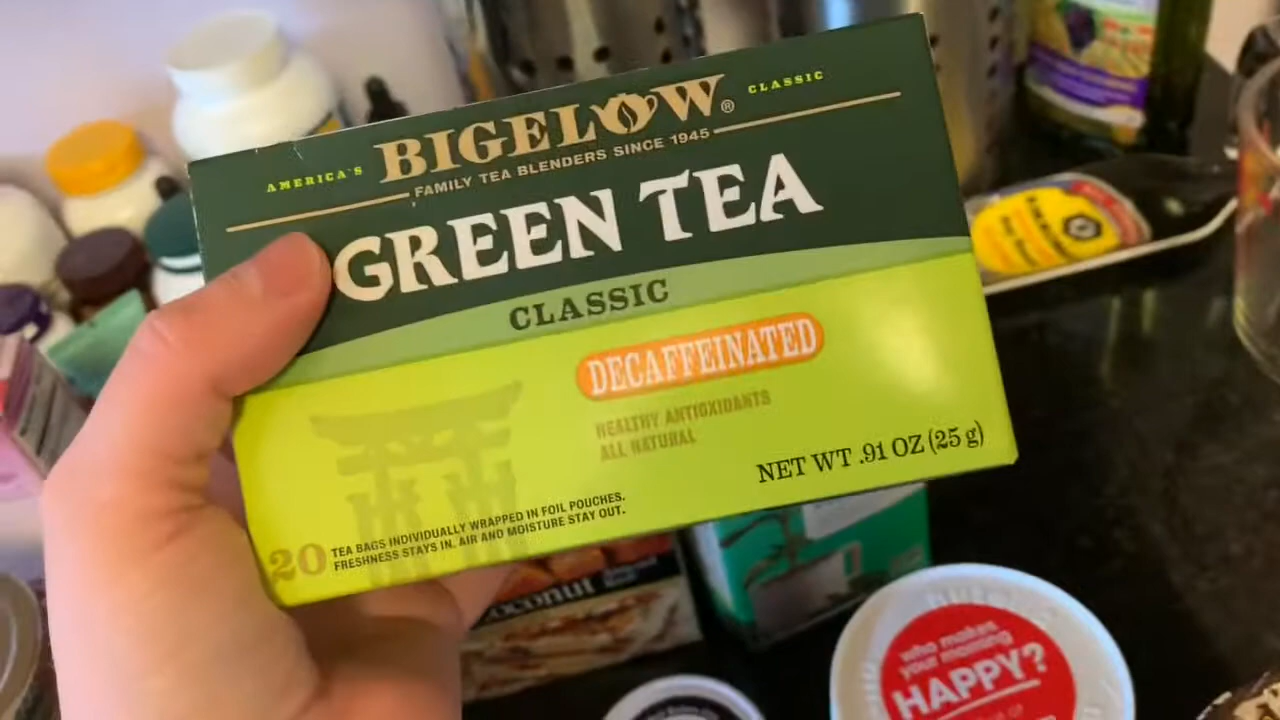 AMERICA'S BIGELOW® CLASSIC
FAMILY TEA BLENDERS SINCE 1945
GREEN TEA
CLASSIC
DECAFFEINATED
HEALTHY ANTIOXIDANTS
ALL NATURAL
NET WT .91 OZ (25 g)
20 TEA BAGS INDIVIDUALLY WRAPPED IN FOIL POUCHES.
FRESHNESS STAYS IN. AIR AND MOISTURE STAY OUT.
who makes
your morning
HAPPY?